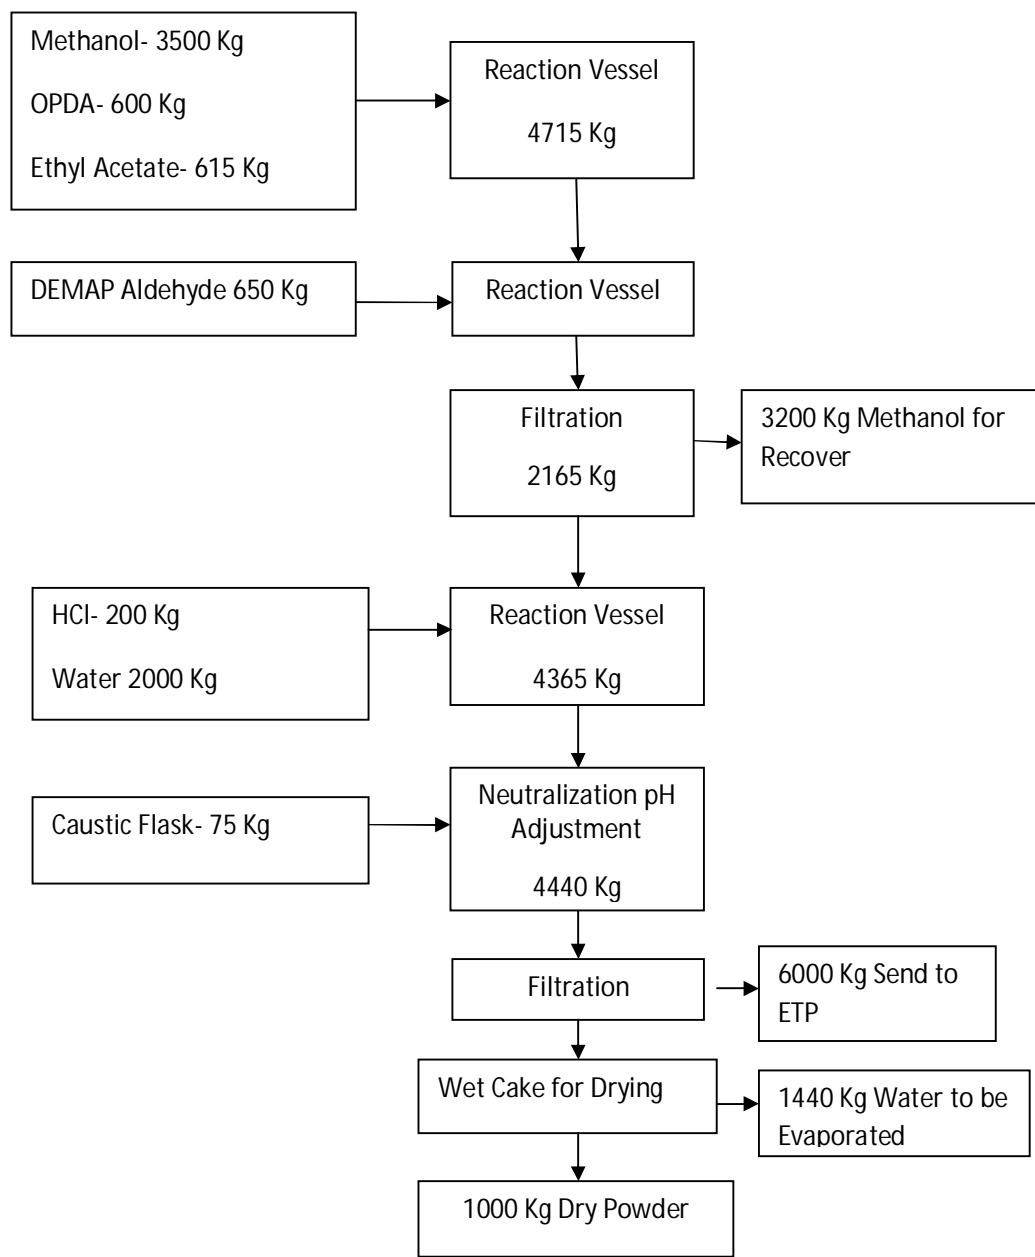 Methanol- 3500 Kg
OPDA- 600 Kg
Ethyl Acetate- 615 Kg
Reaction Vessel
4715 Kg
DEMAP Aldehyde 650 Kg
Reaction Vessel
Filtration
2165 Kg
3200 Kg Methanol for
Recover
HCl- 200 Kg
Water 2000 Kg
Reaction Vessel
4365 Kg
Caustic Flask- 75 Kg
Neutralization pH
Adjustment
4440 Kg
Filtration
6000 Kg Send to
ETP
Wet Cake for Drying
1440 Kg Water to be
Evaporated
1000 Kg Dry Powder